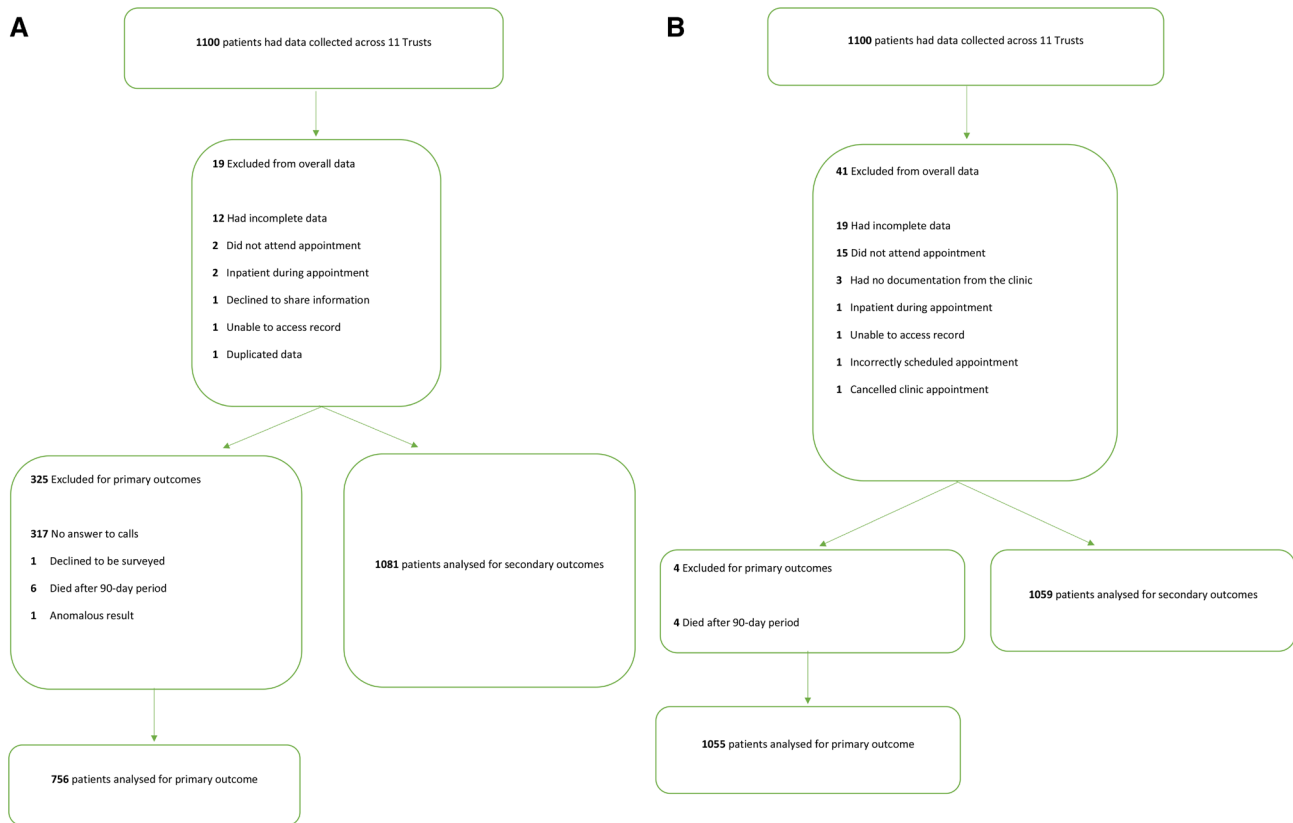 A
1100 patients had data collected across 11 Trusts
19 Excluded from overall data
12 Had incomplete data
2 Did not attend appointment
2 Inpatient during appointment
1 Declined to share information
1 Unable to access record
1 Duplicated data
325 Excluded for primary outcomes
317 No answer to calls
1 Declined to be surveyed
6 Died after 90-day period
1 Anomalous result
1081 patients analysed for secondary outcomes
756 patients analysed for primary outcome
B
1100 patients had data collected across 11 Trusts
41 Excluded from overall data
19 Had incomplete data
15 Did not attend appointment
3 Had no documentation from the clinic
1 Inpatient during appointment
1 Unable to access record
1 Incorrectly scheduled appointment
1 Cancelled clinic appointment
4 Excluded for primary outcomes
4 Died after 90-day period
1059 patients analysed for secondary outcomes
1055 patients analysed for primary outcome